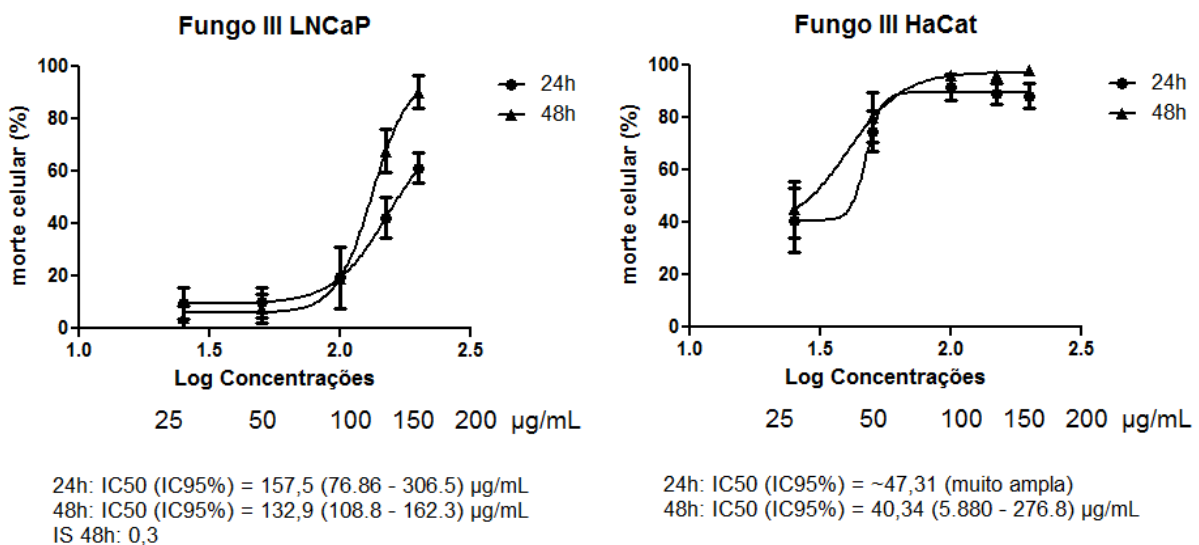 Fungo III LNCaP
100
80
60
40
20
0
morte celular (%)
24h
48h
1.0 1.5 2.0 2.5
Log Concentrações
25 50 100 150 200 µg/mL
24h: IC50 (IC95%) = 157,5 (76.86 - 306.5) µg/mL
48h: IC50 (IC95%) = 132,9 (108.8 - 162.3) µg/mL
IS 48h: 0,3
Fungo III HaCat
100
80
60
40
20
0
morte celular (%)
24h
48h
1.0 1.5 2.0 2.5
Log Concentrações
25 50 100 150 200 µg/mL
24h: IC50 (IC95%) = ~47,31 (muito ampla)
48h: IC50 (IC95%) = 40,34 (5.880 - 276.8) µg/mL